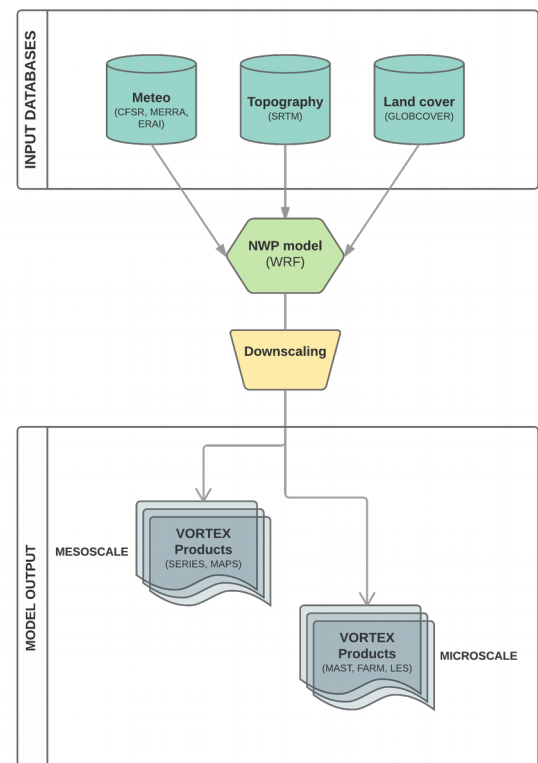 INPUT DATABASES
Meteo
(CFSR, MERRA,
ERAI)
Topography
(SRTM)
Land cover
(GLOBCOVER)
NWP model
(WRF)
Downscaling
MODEL OUTPUT
MESOSCALE
VORTEX
Products
(SERIES, MAPS)
VORTEX
Products
(MAST, FARM, LES)
MICROSCALE